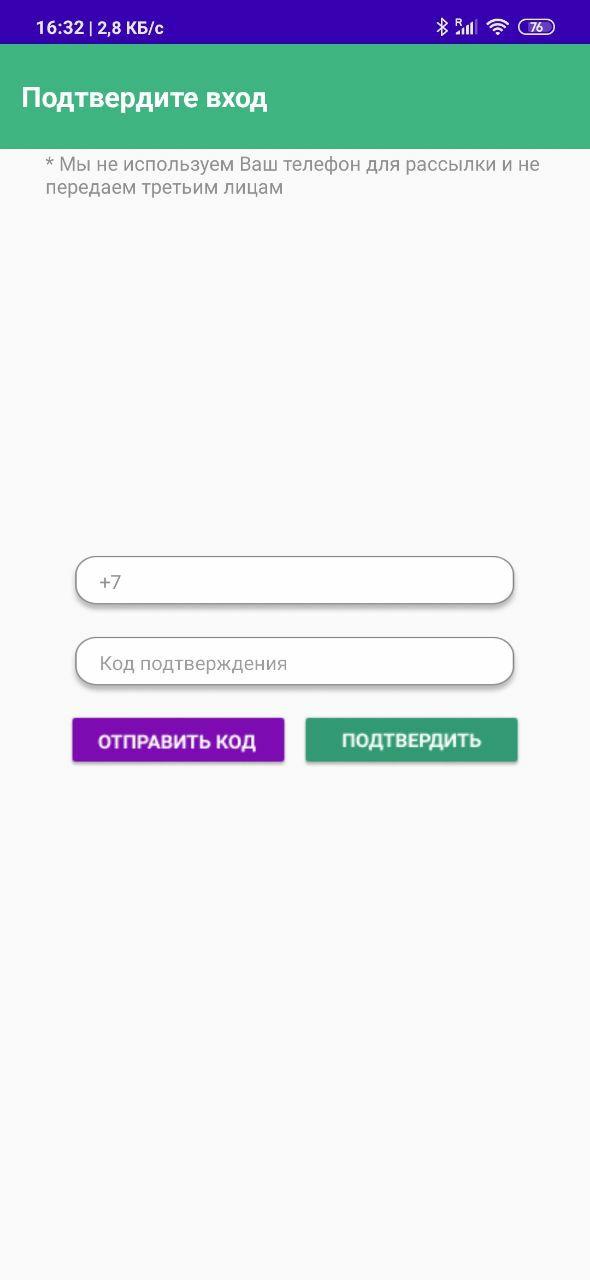 16:32 | 2,8 КБ/с R 76
Подтвердите вход
* Мы не используем Ваш телефон для рассылки и не
передаем третьим лицам
+7
Код подтверждения
ОТПРАВИТЬ КОД ПОДТВЕРДИТЬ